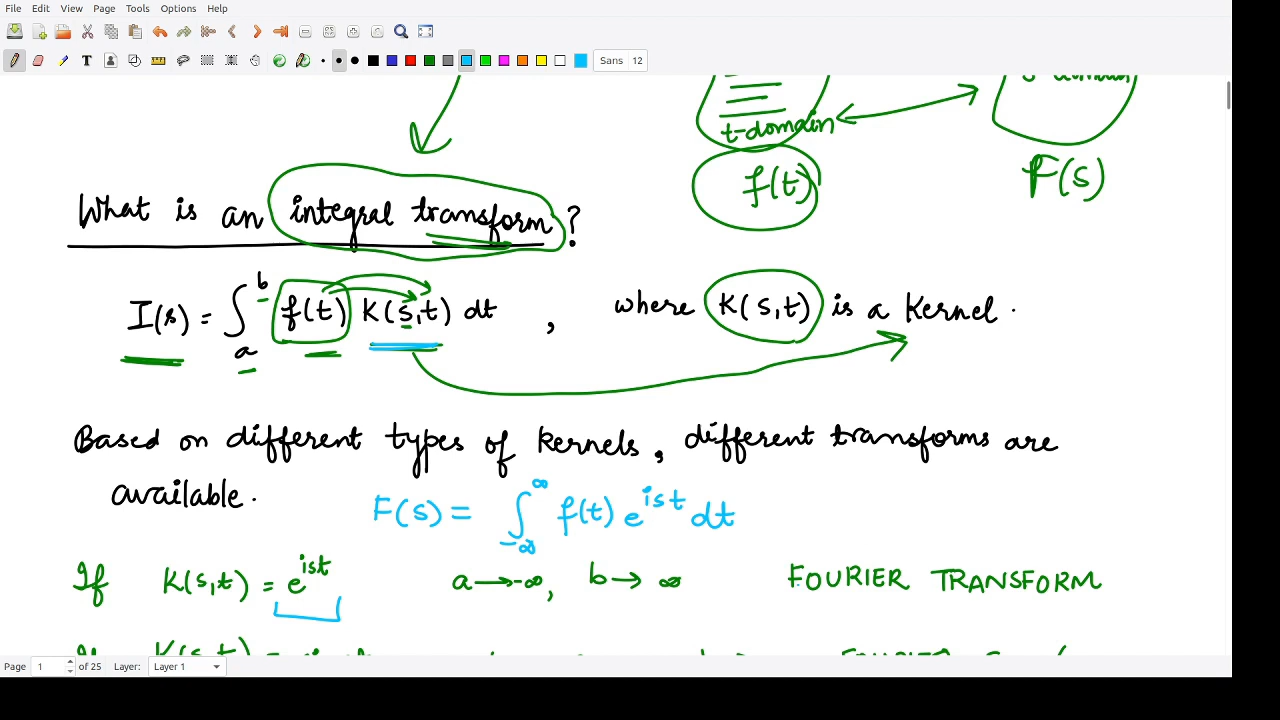 File Edit View Page Tools Options Help
Sans 12
t-domain
f(t) F(s)
What is an integral transform?
I(s) = ∫_a^b f(t) K(s,t) dt , where K(s,t) is a Kernel.
Based on different types of kernels, different transforms are
available.
F(s) = ∫_{-∞}^{∞} f(t) e^{ist} dt
If K(s,t) = e^{ist} a→-∞, b→∞ FOURIER TRANSFORM
Page 1 of 25 Layer: Layer 1